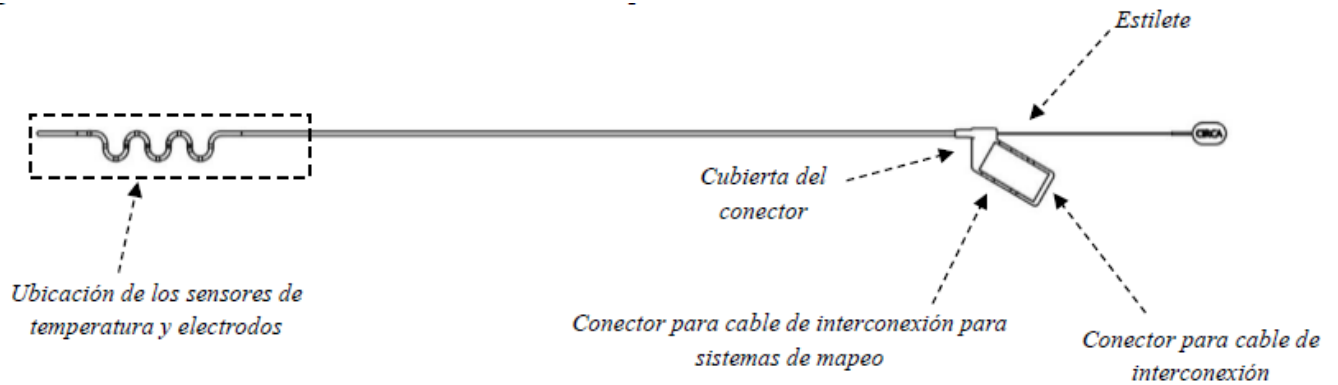 Estilete
CIRCA
Cubierta del
conector
Ubicación de los sensores de
temperatura y electrodos
Conector para cable de interconexión para
sistemas de mapeo
Conector para cable de
interconexión